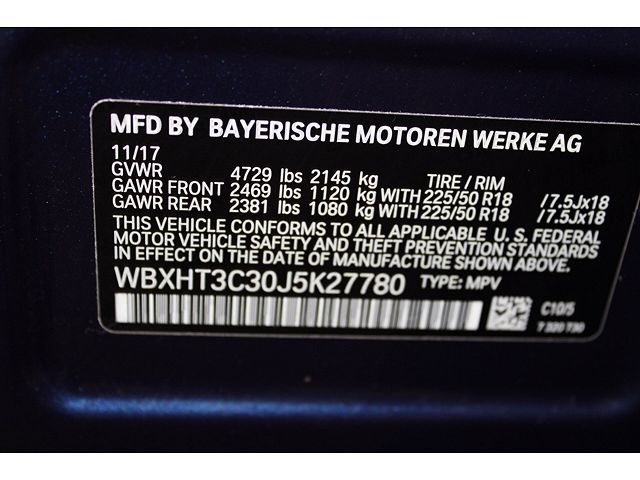 MFD BY BAYERISCHE MOTOREN WERKE AG
11/17
GVWR 4729 lbs 2145 kg TIRE / RIM
GAWR FRONT 2469 lbs 1120 kg WITH 225/50 R18 /7.5Jx18
GAWR REAR 2381 lbs 1080 kg WITH 225/50 R18 /7.5Jx18
THIS VEHICLE CONFORMS TO ALL APPLICABLE U. S. FEDERAL
MOTOR VEHICLE SAFETY AND THEFT PREVENTION STANDARDS
IN EFFECT ON THE DATE OF MANUFACTURE SHOWN ABOVE.
WBXHT3C30J5K27780 TYPE: MPV
C10/5
7 320 730